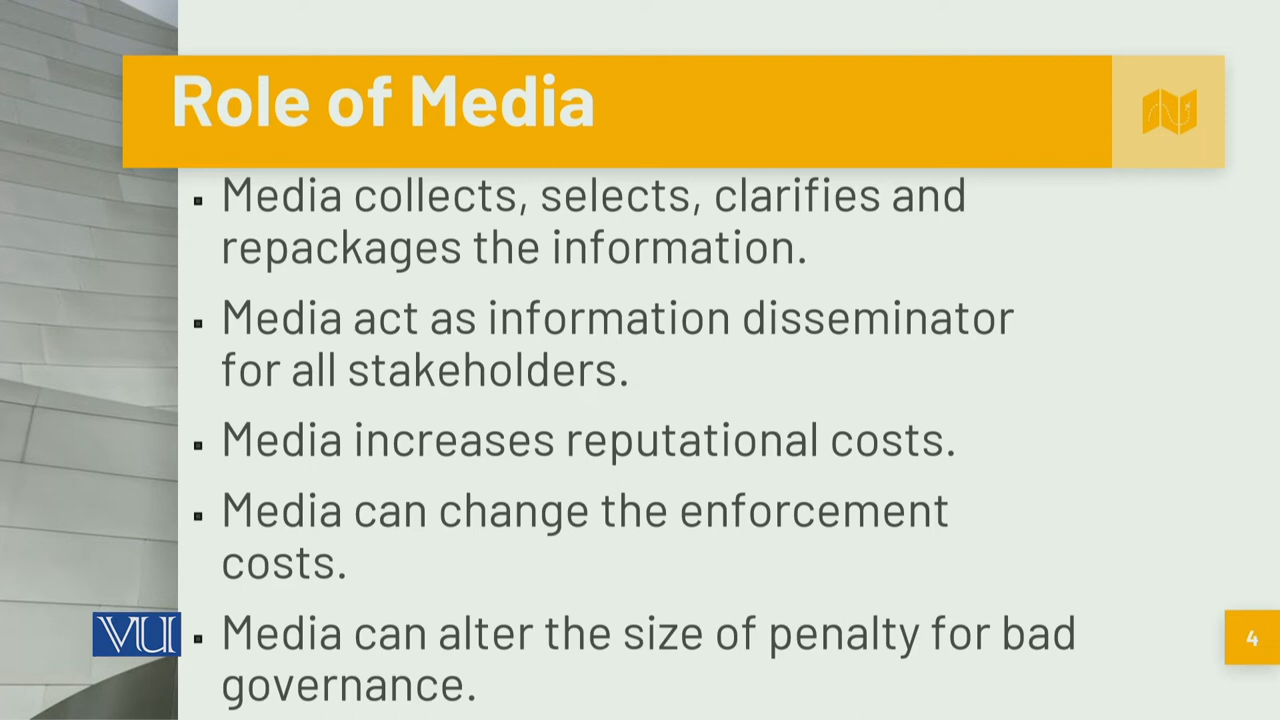 Role of Media
▪ Media collects, selects, clarifies and
repackages the information.
▪ Media act as information disseminator
for all stakeholders.
▪ Media increases reputational costs.
▪ Media can change the enforcement
costs.
▪ Media can alter the size of penalty for bad
governance.
VU
4